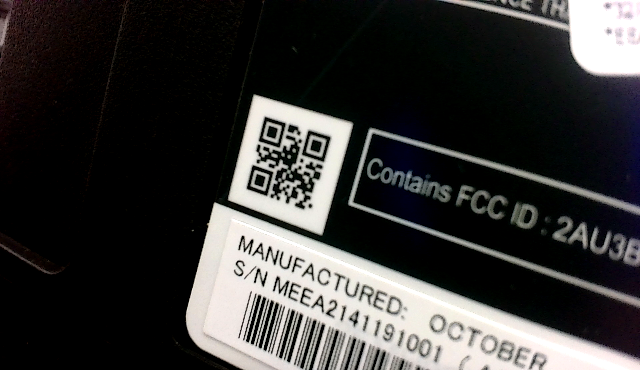 Contains FCC ID : 2AU3B
MANUFACTURED: OCTOBER
S/N MEEA2141191001 (